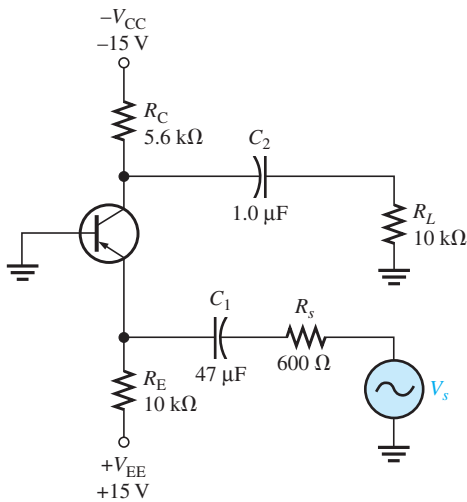 –V_CC
–15 V
R_C
5.6 kΩ
C_2
1.0 μF
R_L
10 kΩ
C_1
47 μF
R_s
600 Ω
V_s
R_E
10 kΩ
+V_EE
+15 V